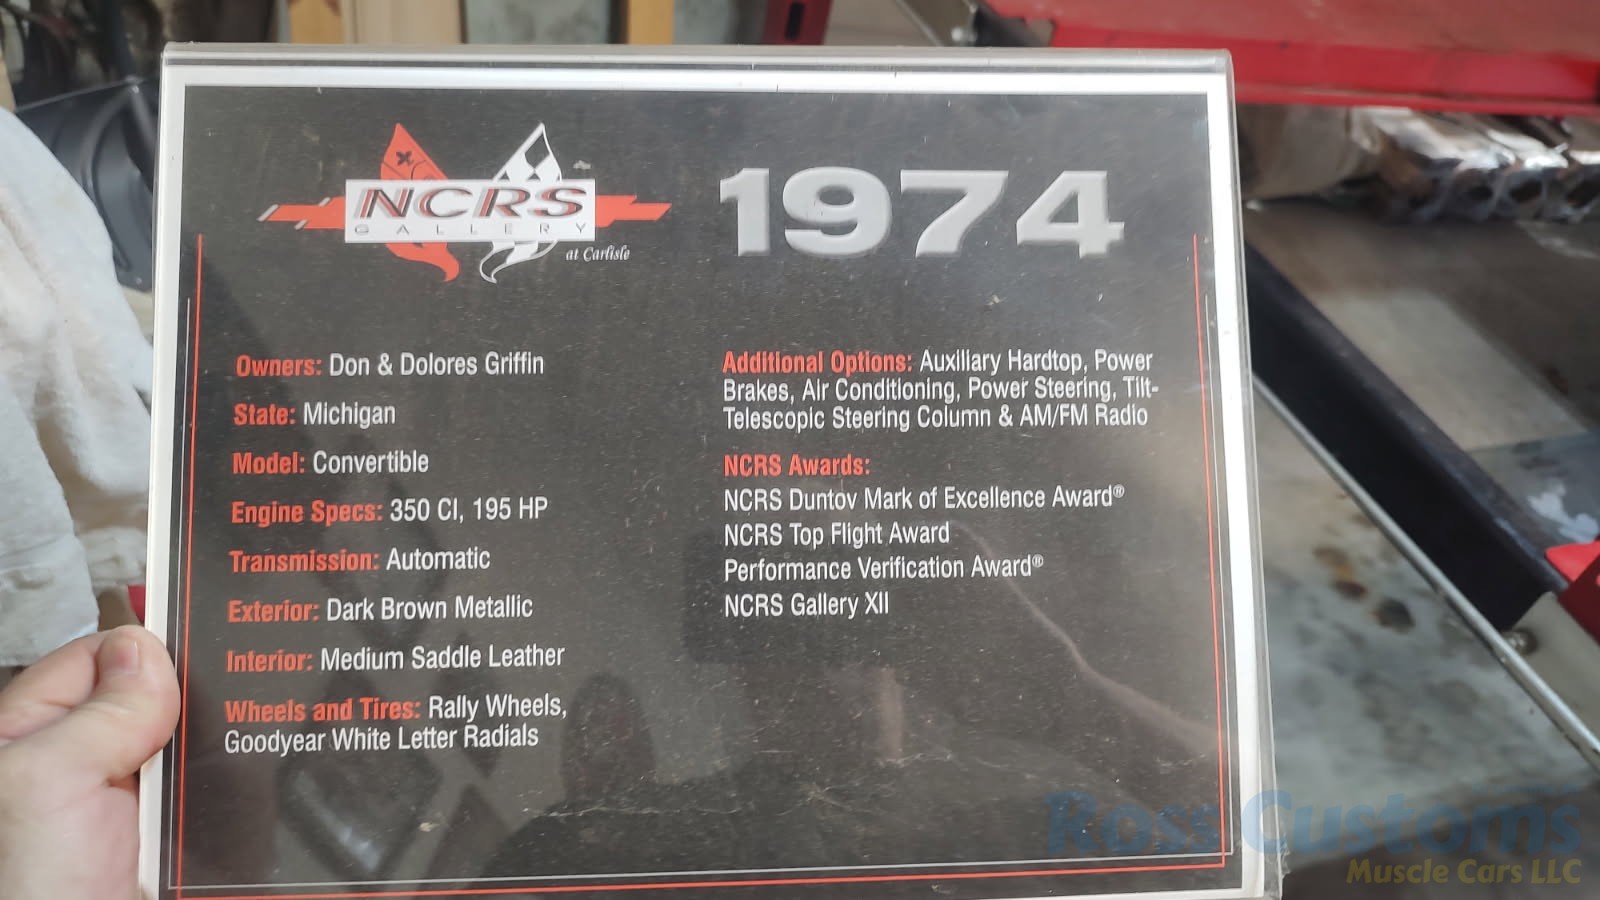 NCRS
GALLERY
at Carlisle
1974
Owners: Don & Dolores Griffin
State: Michigan
Model: Convertible
Engine Specs: 350 CI, 195 HP
Transmission: Automatic
Exterior: Dark Brown Metallic
Interior: Medium Saddle Leather
Wheels and Tires: Rally Wheels,
Goodyear White Letter Radials
Additional Options: Auxiliary Hardtop, Power
Brakes, Air Conditioning, Power Steering, Tilt-
Telescopic Steering Column & AM/FM Radio
NCRS Awards:
NCRS Duntov Mark of Excellence Award®
NCRS Top Flight Award
Performance Verification Award®
NCRS Gallery XII
Ross Customs
Muscle Cars LLC